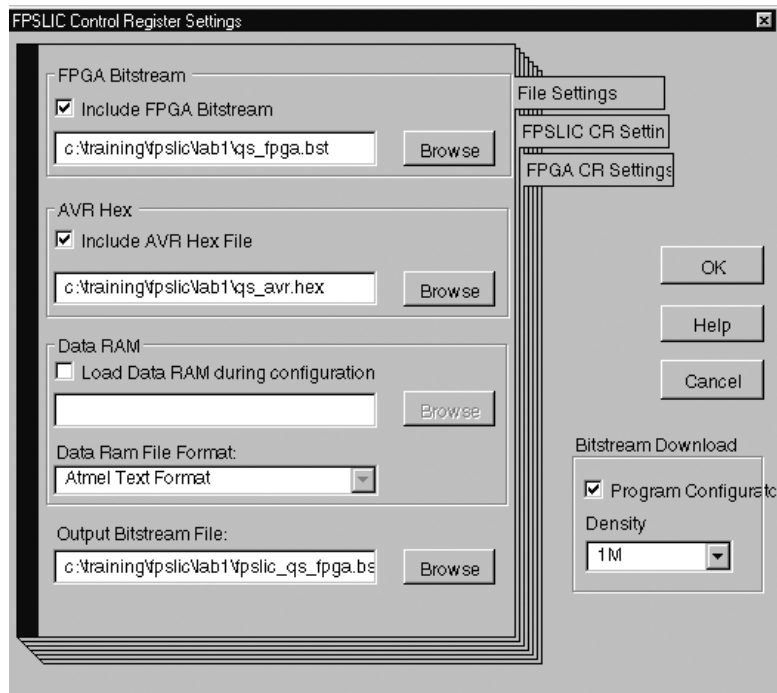 FPSLIC Control Register Settings
FPGA Bitstream
Include FPGA Bitstream
c:\training\fpslic\lab1\qs_fpga.bst
Browse
AVR Hex
Include AVR Hex File
c:\training\fpslic\lab1\qs_avr.hex
Browse
Data RAM
Load Data RAM during configuration
Browse
Data Ram File Format:
Atmel Text Format
Output Bitstream File:
c:\training\fpslic\lab1\fpslic_qs_fpga.bs
Browse
File Settings
FPSLIC CR Settin
FPGA CR Settings
OK
Help
Cancel
Bitstream Download
Program Configurato
Density
1M